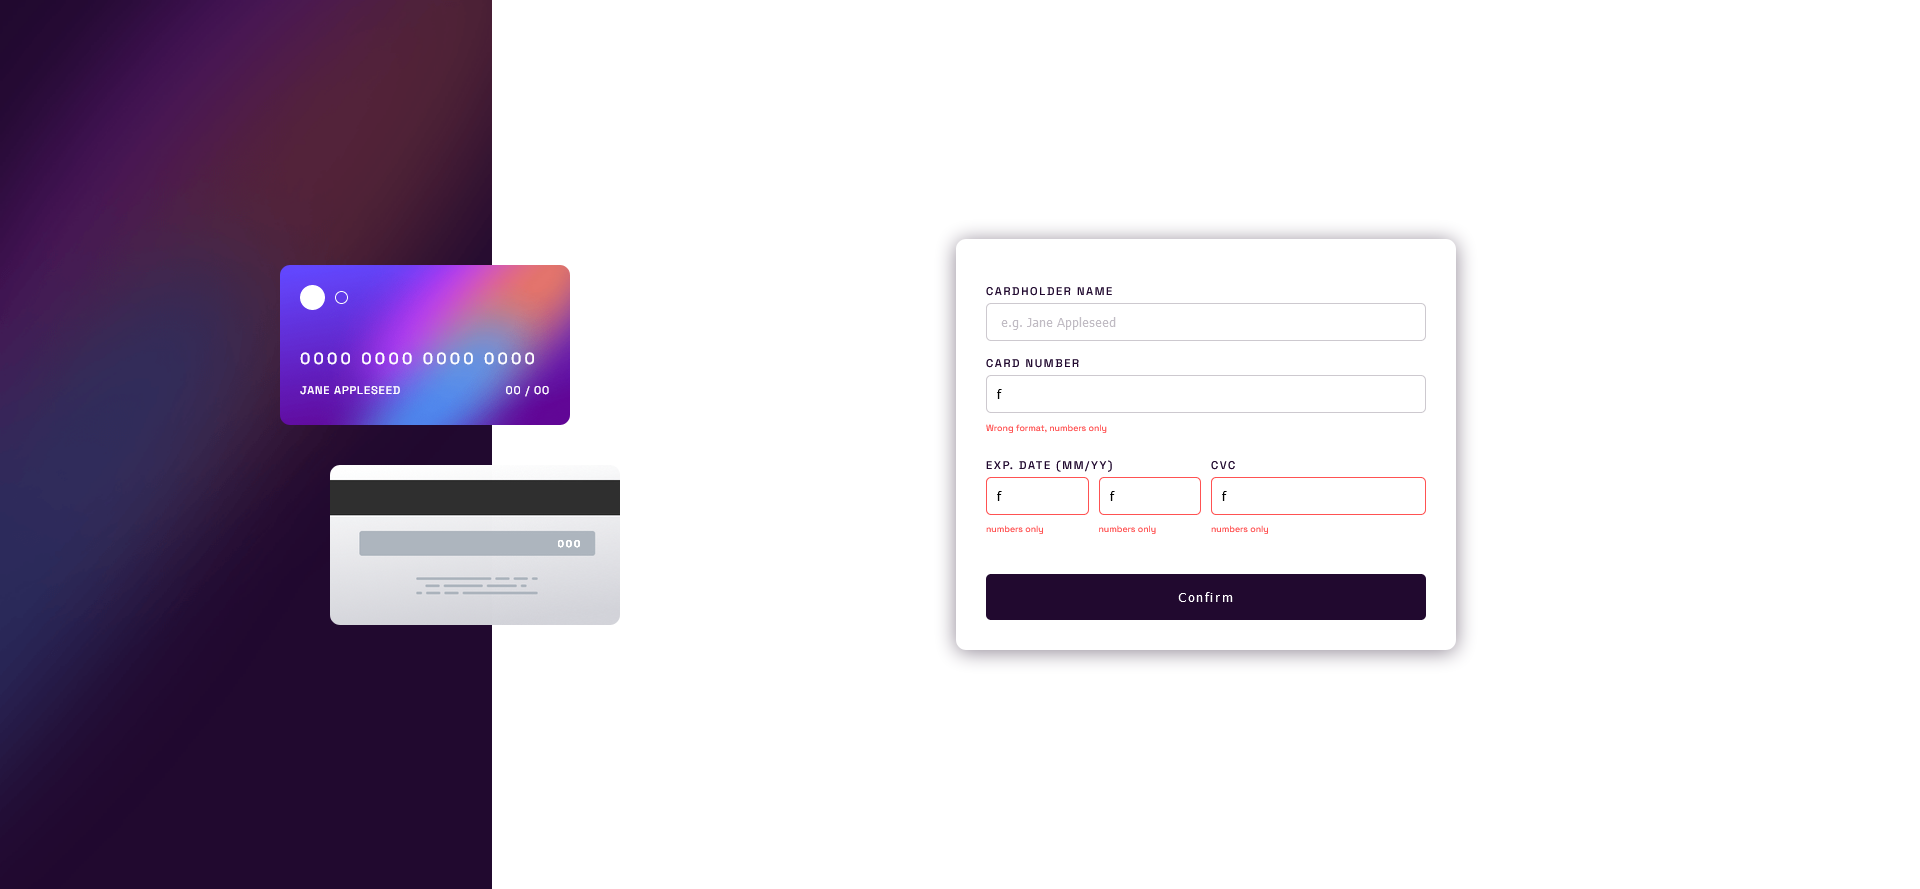 0000 0000 0000 0000
JANE APPLESEED 00 / 00
000
CARDHOLDER NAME
e.g. Jane Appleseed
CARD NUMBER
f
Wrong format, numbers only
EXP. DATE (MM/YY) CVC
f f f
numbers only numbers only numbers only
Confirm